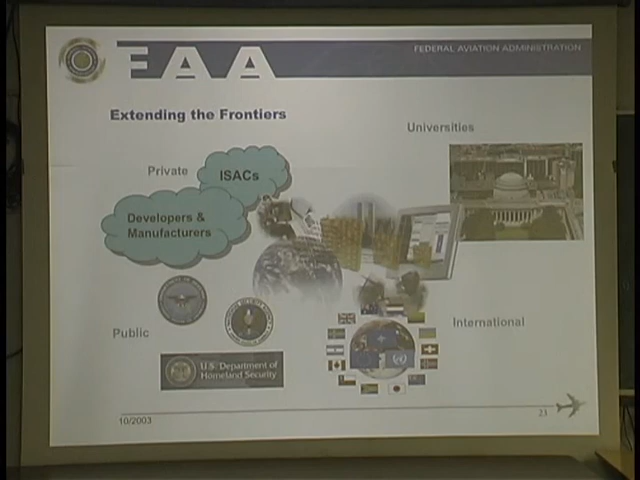 FAA
FEDERAL AVIATION ADMINISTRATION
Extending the Frontiers
Universities
Private
ISACs
Developers &
Manufacturers
Public
International
U.S. Department of
Homeland Security
10/2003
23